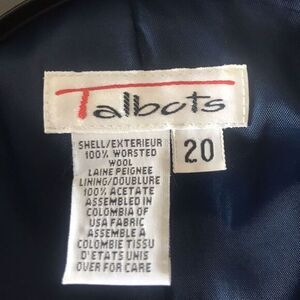 Talbots
20
SHELL/EXTERIEUR
100% WORSTED
WOOL
LAINE PEIGNEE
LINING/DOUBLURE
100% ACETATE
ASSEMBLED IN
COLOMBIA OF
USA FABRIC
ASSEMBLE A
COLOMBIE TISSU
D'ETATS UNIS
OVER FOR CARE